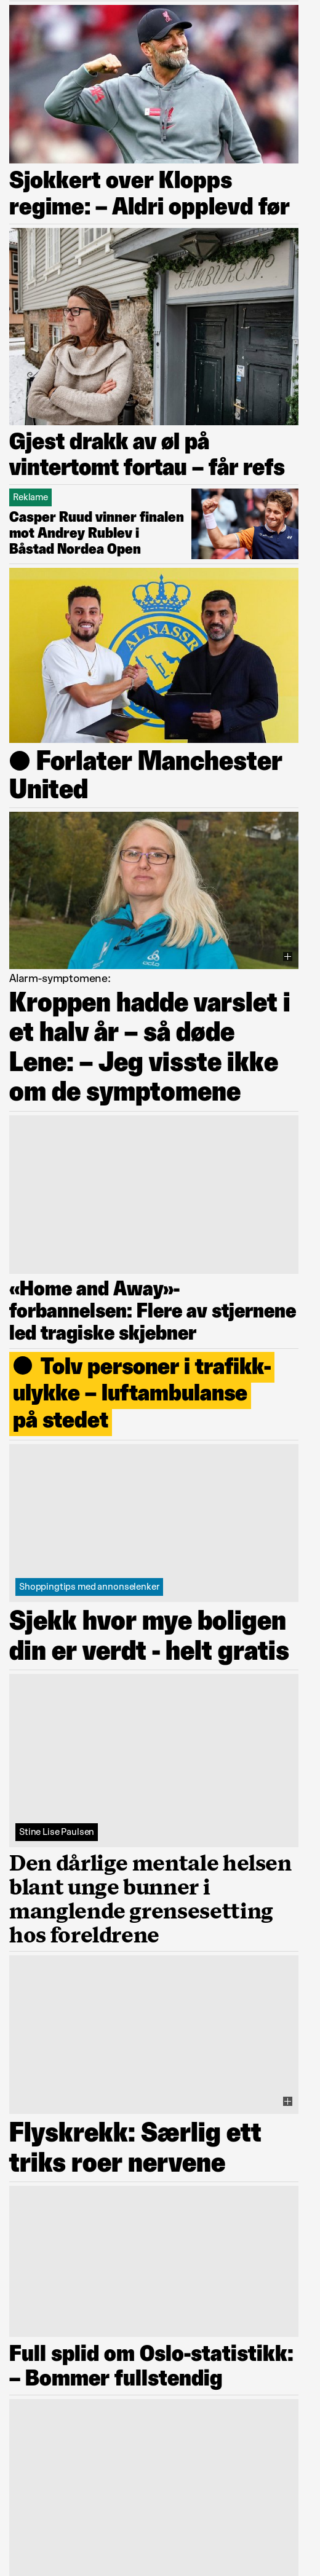 Sjokkert over Klopps
regime: – Aldri opplevd før
JAMBUREN
Gjest drakk av øl på
vintertomt fortau – får refs
Reklame
Casper Ruud vinner finalen
mot Andrey Rublev i
Båstad Nordea Open
AL NASSR
● Forlater Manchester
United
Alarm-symptomene:
Kroppen hadde varslet i
et halv år – så døde
Lene: – Jeg visste ikke
om de symptomene
«Home and Away»-
forbannelsen: Flere av stjernene
led tragiske skjebner
● Tolv personer i trafikk-
ulykke – luftambulanse
på stedet
Shoppingtips med annonselenker
Sjekk hvor mye boligen
din er verdt - helt gratis
Stine Lise Paulsen
Den dårlige mentale helsen
blant unge bunner i
manglende grensesetting
hos foreldrene
Flyskrekk: Særlig ett
triks roer nervene
Full splid om Oslo-statistikk:
– Bommer fullstendig